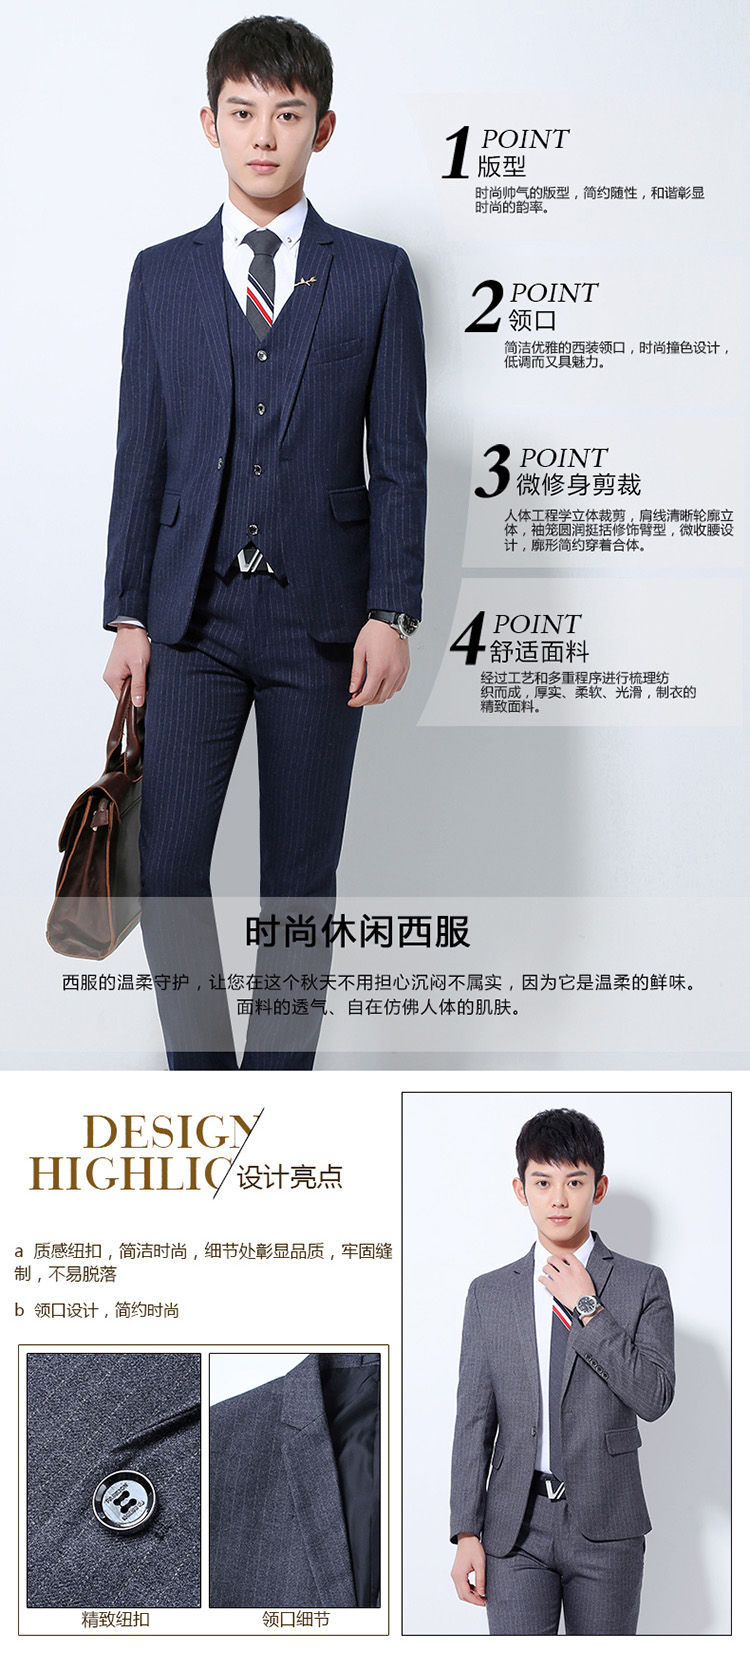 1 POINT
版型
时尚帅气的版型，简约随性，和谐彰显
时尚的韵率。
2 POINT
领口
简洁优雅的西装领口，时尚撞色设计，
低调而又具魅力。
3 POINT
微修身剪裁
人体工程学立体裁剪，肩线清晰轮廓立
体，袖笼圆润挺括修饰臂型，微收腰设
计，廓形简约穿着合体。
4 POINT
舒适面料
经过工艺和多重程序进行梳理纺
织而成，厚实、柔软、光滑，制衣的
精致面料。
时尚休闲西服
西服的温柔守护，让您在这个秋天不用担心沉闷不属实，因为它是温柔的鲜味。
面料的透气、自在仿佛人体的肌肤。
DESIGN
HIGHLIG 设计亮点
a 质感纽扣，简洁时尚，细节处彰显品质，牢固缝
制，不易脱落
b 领口设计，简约时尚
精致纽扣
领口细节